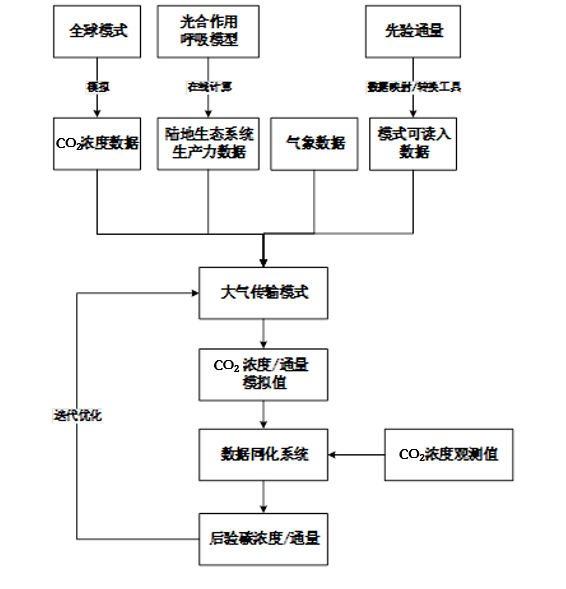 全球模式
光合作用
呼吸模型
先验通量
模拟
在线计算
数据映射/转换工具
CO₂浓度数据
陆地生态系统
生产力数据
气象数据
模式可读入
数据
大气传输模式
CO₂ 浓度/通量
模拟值
迭代优化
数据同化系统
CO₂浓度观测值
后验碳浓度/通量